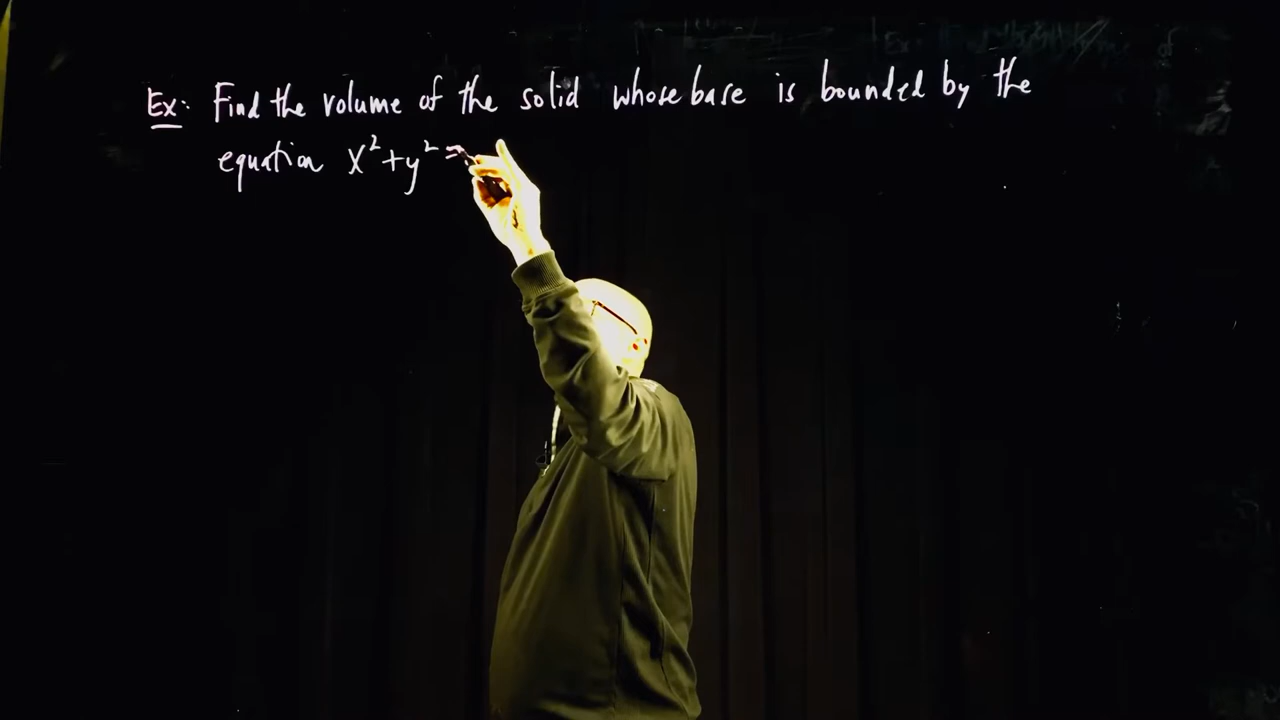 Ex: Find the volume of the solid whose base is bounded by the
equation x²+y² =